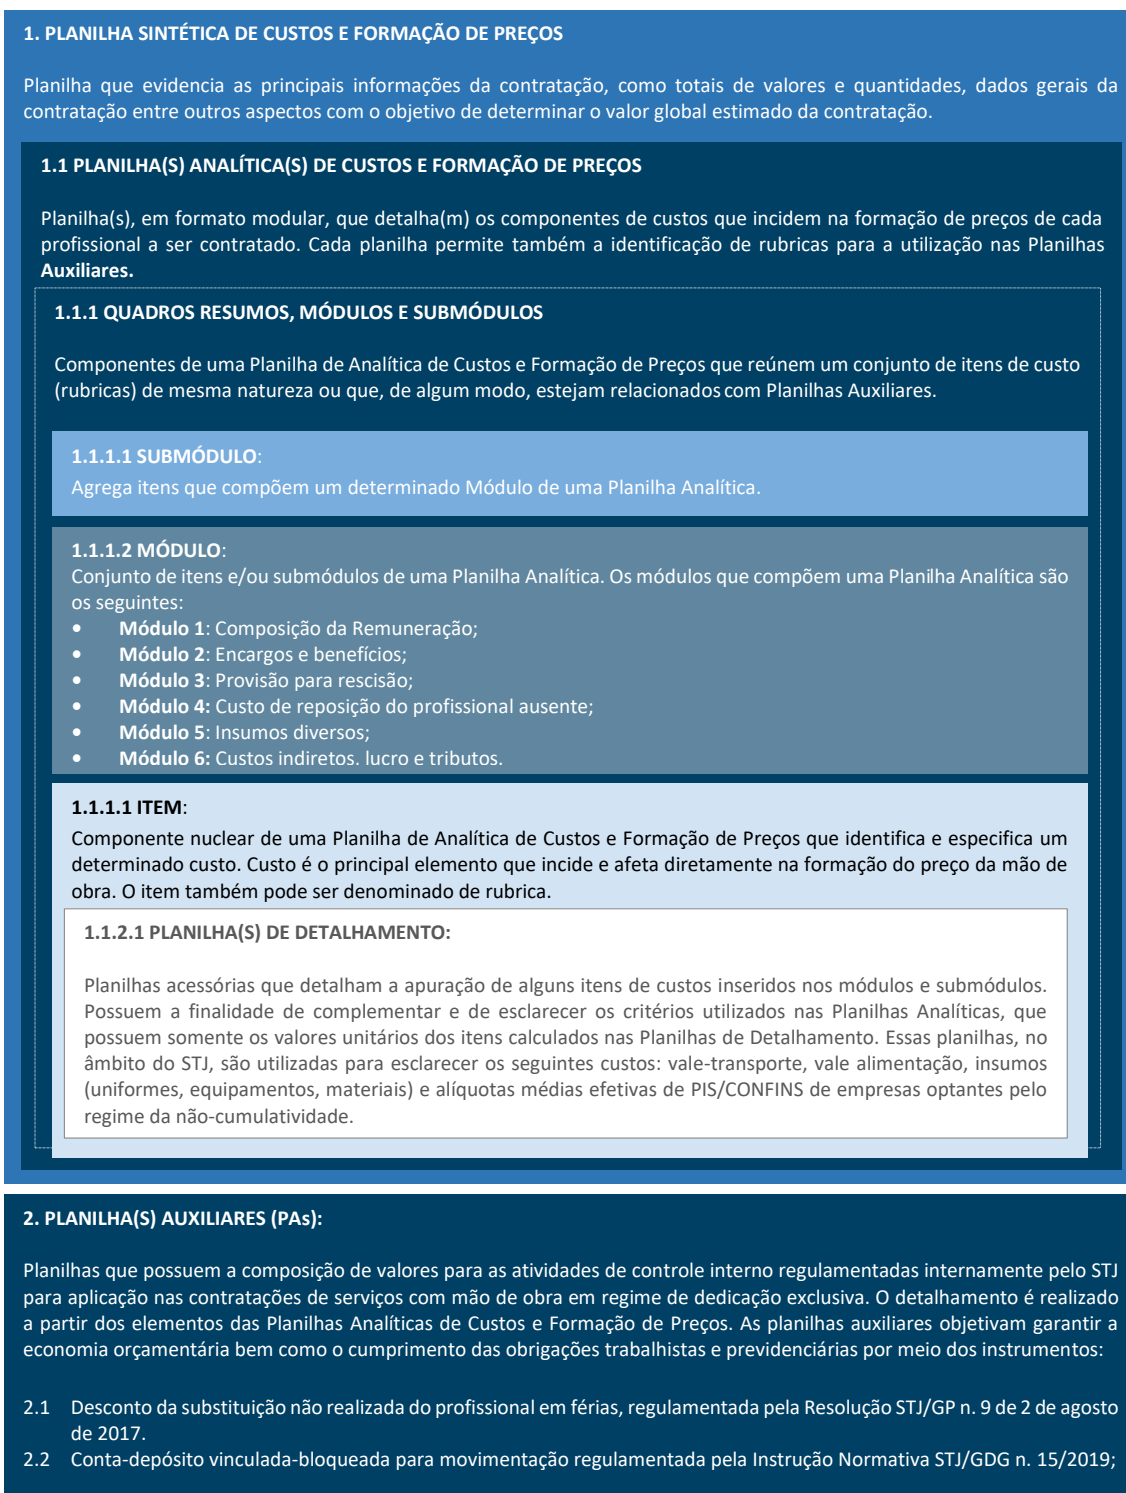 1. PLANILHA SINTÉTICA DE CUSTOS E FORMAÇÃO DE PREÇOS
Planilha que evidencia as principais informações da contratação, como totais de valores e quantidades, dados gerais da
contratação entre outros aspectos com o objetivo de determinar o valor global estimado da contratação.
1.1 PLANILHA(S) ANALÍTICA(S) DE CUSTOS E FORMAÇÃO DE PREÇOS
Planilha(s), em formato modular, que detalha(m) os componentes de custos que incidem na formação de preços de cada
profissional a ser contratado. Cada planilha permite também a identificação de rubricas para a utilização nas Planilhas
Auxiliares.
1.1.1 QUADROS RESUMOS, MÓDULOS E SUBMÓDULOS
Componentes de uma Planilha de Analítica de Custos e Formação de Preços que reúnem um conjunto de itens de custo
(rubricas) de mesma natureza ou que, de algum modo, estejam relacionados com Planilhas Auxiliares.
1.1.1.1 SUBMÓDULO:
Agrega itens que compõem um determinado Módulo de uma Planilha Analítica.
1.1.1.2 MÓDULO:
Conjunto de itens e/ou submódulos de uma Planilha Analítica. Os módulos que compõem uma Planilha Analítica são
os seguintes:
• Módulo 1: Composição da Remuneração;
• Módulo 2: Encargos e benefícios;
• Módulo 3: Provisão para rescisão;
• Módulo 4: Custo de reposição do profissional ausente;
• Módulo 5: Insumos diversos;
• Módulo 6: Custos indiretos. lucro e tributos.
1.1.1.1 ITEM:
Componente nuclear de uma Planilha de Analítica de Custos e Formação de Preços que identifica e especifica um
determinado custo. Custo é o principal elemento que incide e afeta diretamente na formação do preço da mão de
obra. O item também pode ser denominado de rubrica.
1.1.2.1 PLANILHA(S) DE DETALHAMENTO:
Planilhas acessórias que detalham a apuração de alguns itens de custos inseridos nos módulos e submódulos.
Possuem a finalidade de complementar e de esclarecer os critérios utilizados nas Planilhas Analíticas, que
possuem somente os valores unitários dos itens calculados nas Planilhas de Detalhamento. Essas planilhas, no
âmbito do STJ, são utilizadas para esclarecer os seguintes custos: vale-transporte, vale alimentação, insumos
(uniformes, equipamentos, materiais) e alíquotas médias efetivas de PIS/CONFINS de empresas optantes pelo
regime da não-cumulatividade.
2. PLANILHA(S) AUXILIARES (PAs):
Planilhas que possuem a composição de valores para as atividades de controle interno regulamentadas internamente pelo STJ
para aplicação nas contratações de serviços com mão de obra em regime de dedicação exclusiva. O detalhamento é realizado
a partir dos elementos das Planilhas Analíticas de Custos e Formação de Preços. As planilhas auxiliares objetivam garantir a
economia orçamentária bem como o cumprimento das obrigações trabalhistas e previdenciárias por meio dos instrumentos:
2.1 Desconto da substituição não realizada do profissional em férias, regulamentada pela Resolução STJ/GP n. 9 de 2 de agosto
de 2017.
2.2 Conta-depósito vinculada-bloqueada para movimentação regulamentada pela Instrução Normativa STJ/GDG n. 15/2019;